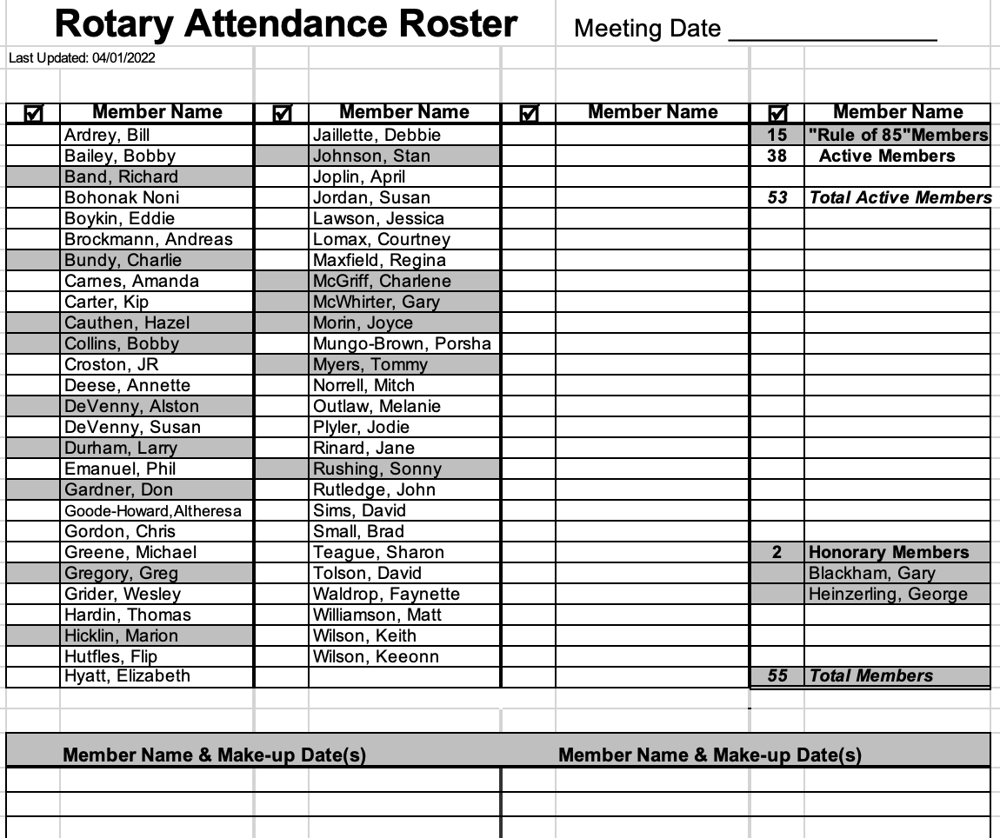 Rotary Attendance Roster Meeting Date ________________
Last Updated: 04/01/2022
☑ Member Name ☑ Member Name ☑ Member Name ☑ Member Name
Ardrey, Bill Jaillette, Debbie 15 "Rule of 85"Members
Bailey, Bobby Johnson, Stan 38 Active Members
Band, Richard Joplin, April
Bohonak Noni Jordan, Susan 53 Total Active Members
Boykin, Eddie Lawson, Jessica
Brockmann, Andreas Lomax, Courtney
Bundy, Charlie Maxfield, Regina
Carnes, Amanda McGriff, Charlene
Carter, Kip McWhirter, Gary
Cauthen, Hazel Morin, Joyce
Collins, Bobby Mungo-Brown, Porsha
Croston, JR Myers, Tommy
Deese, Annette Norrell, Mitch
DeVenny, Alston Outlaw, Melanie
DeVenny, Susan Plyler, Jodie
Durham, Larry Rinard, Jane
Emanuel, Phil Rushing, Sonny
Gardner, Don Rutledge, John
Goode-Howard,Altheresa Sims, David
Gordon, Chris Small, Brad
Greene, Michael Teague, Sharon 2 Honorary Members
Gregory, Greg Tolson, David Blackham, Gary
Grider, Wesley Waldrop, Faynette Heinzerling, George
Hardin, Thomas Williamson, Matt
Hicklin, Marion Wilson, Keith
Hutfles, Flip Wilson, Keeonn
Hyatt, Elizabeth 55 Total Members
Member Name & Make-up Date(s) Member Name & Make-up Date(s)